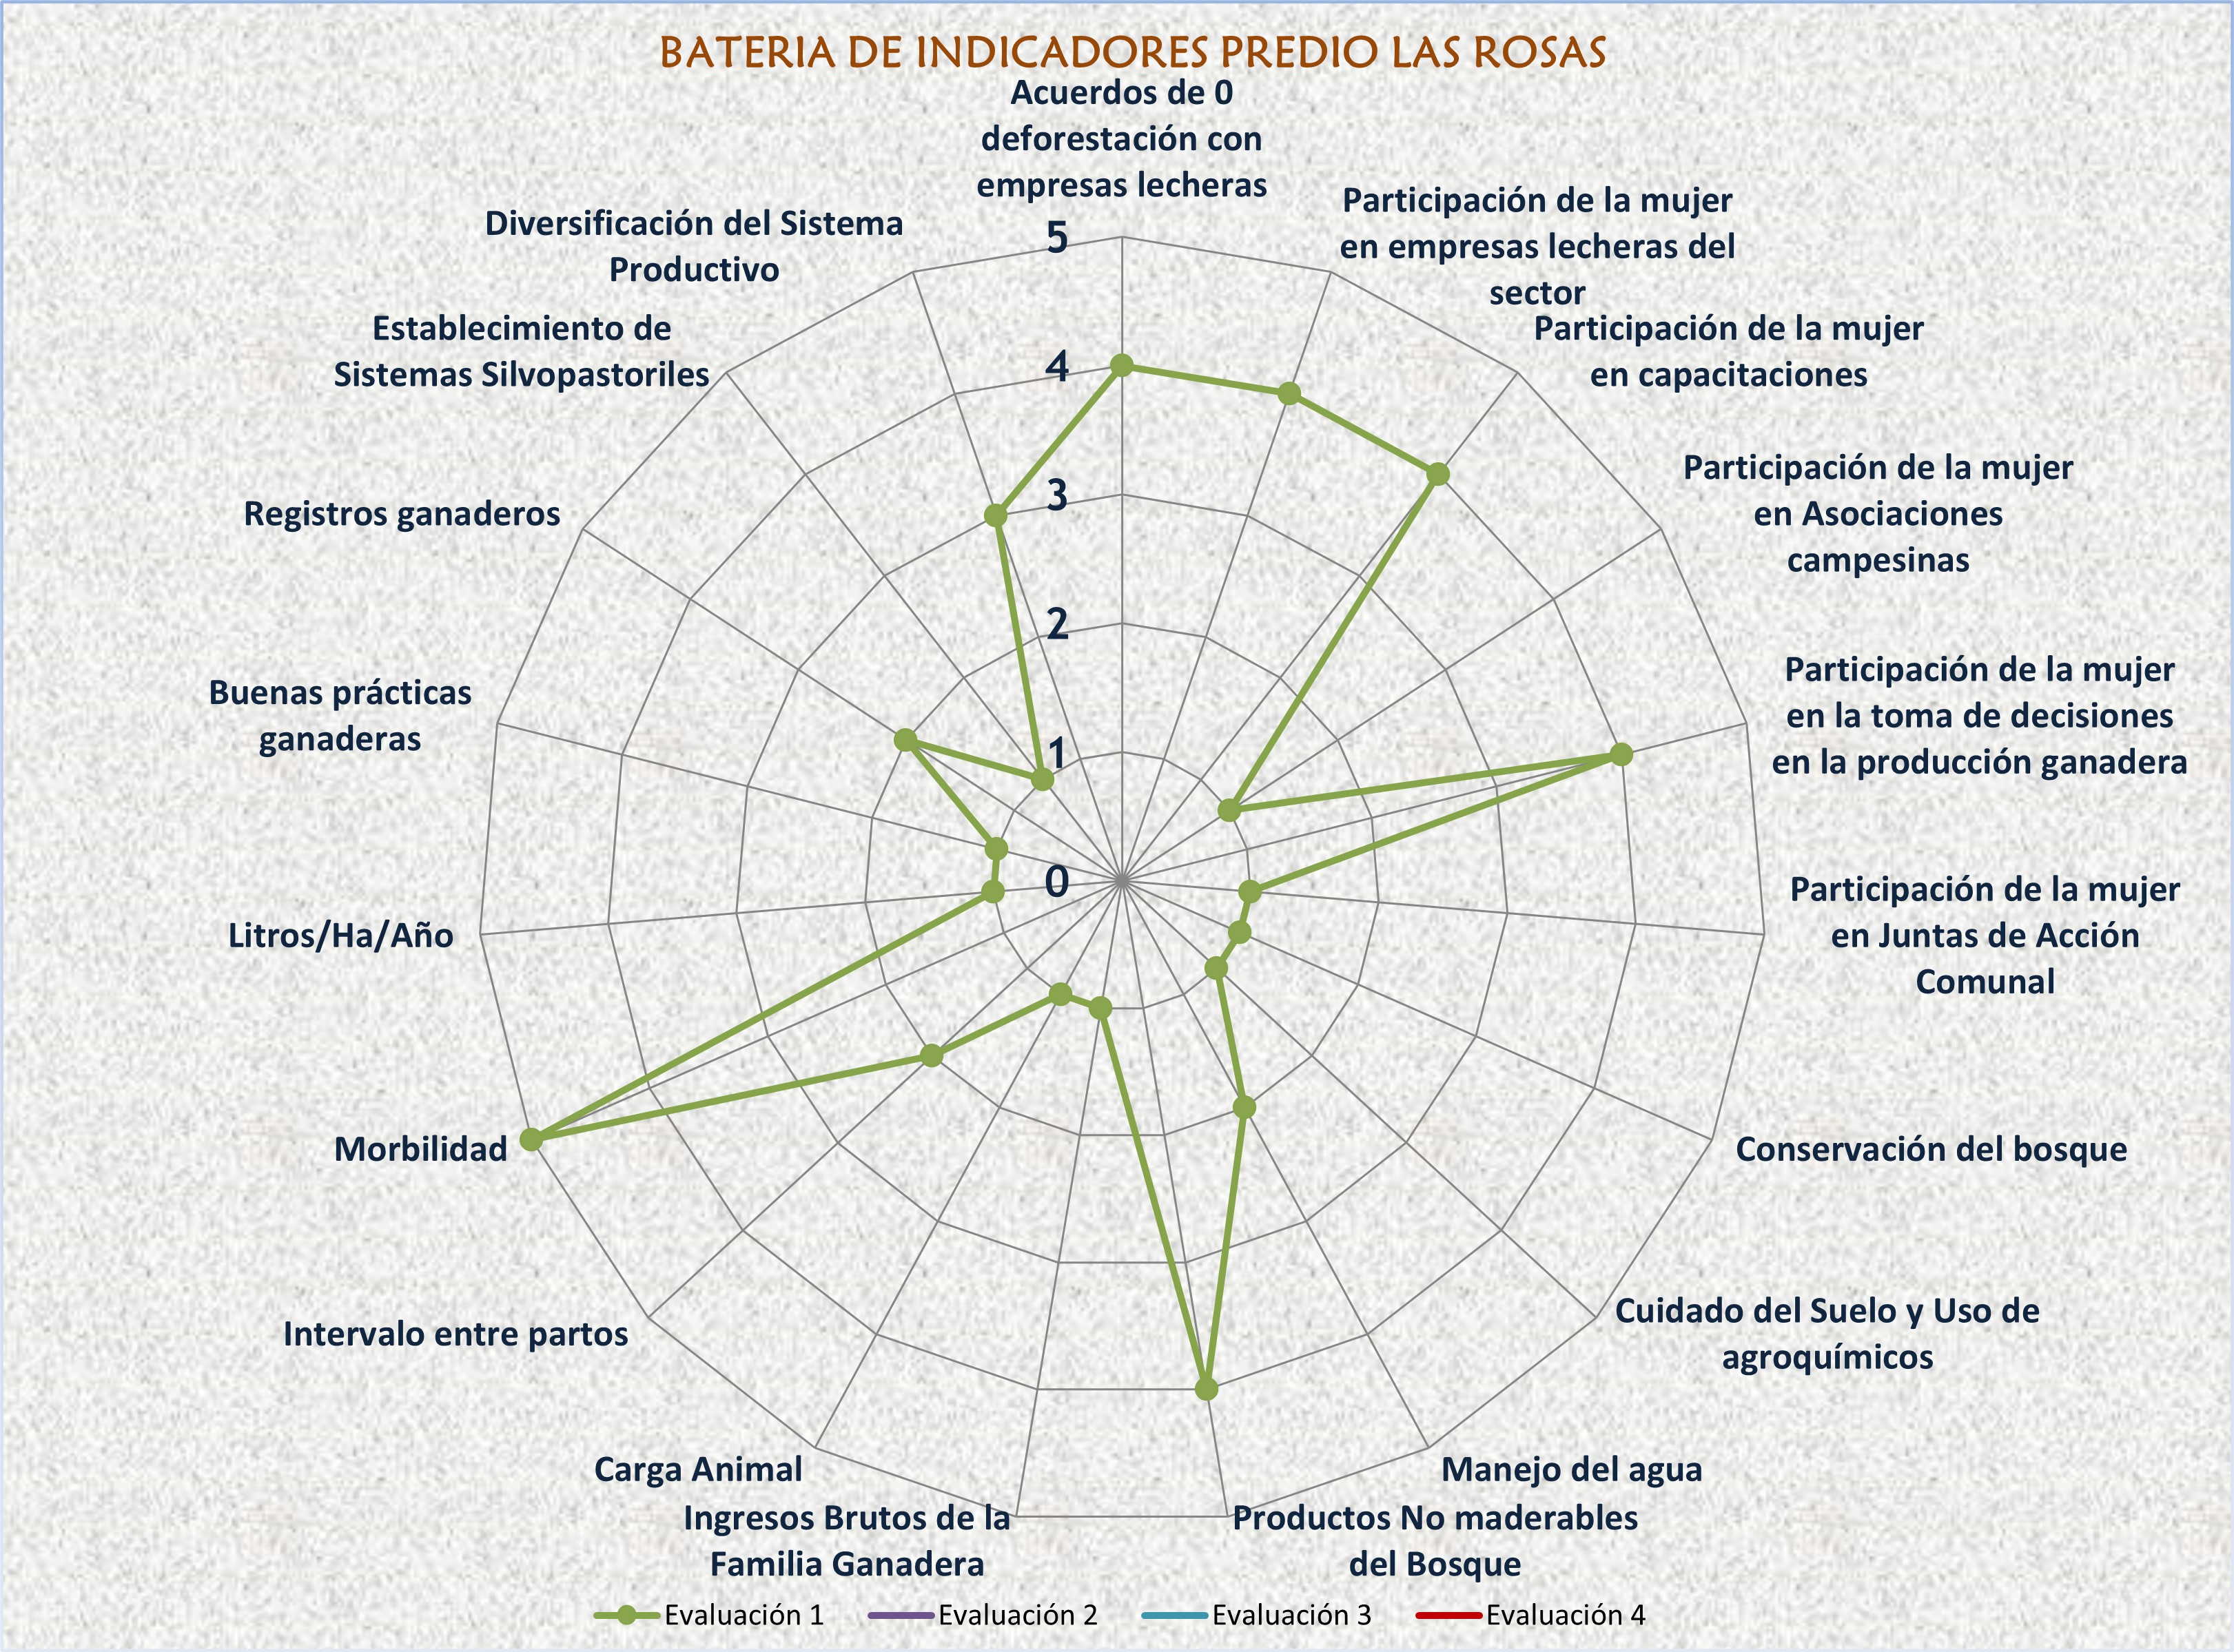 BATERIA DE INDICADORES PREDIO LAS ROSAS
Acuerdos de 0
deforestación con
empresas lecheras
Participación de la mujer
en empresas lecheras del
sector
Participación de la mujer
en capacitaciones
Participación de la mujer
en Asociaciones
campesinas
Participación de la mujer
en la toma de decisiones
en la producción ganadera
Participación de la mujer
en Juntas de Acción
Comunal
Conservación del bosque
Cuidado del Suelo y Uso de
agroquímicos
Manejo del agua
Productos No maderables
del Bosque
Ingresos Brutos de la
Familia Ganadera
Carga Animal
Intervalo entre partos
Morbilidad
Litros/Ha/Año
Buenas prácticas
ganaderas
Registros ganaderos
Establecimiento de
Sistemas Silvopastoriles
Diversificación del Sistema
Productivo
5
4
3
2
1
0
Evaluación 1
Evaluación 2
Evaluación 3
Evaluación 4